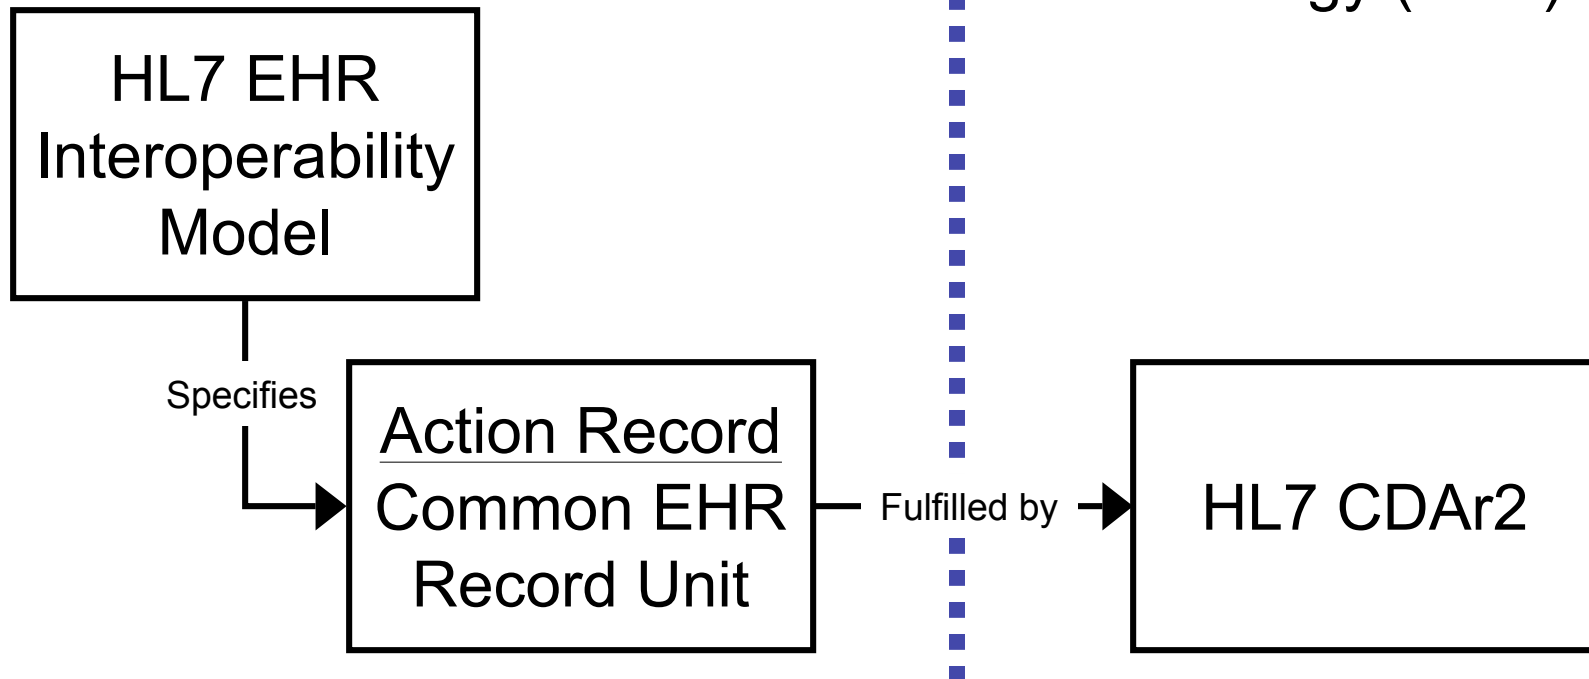 HL7 EHR
Interoperability
Model
Specifies
Action Record
Common EHR
Record Unit
Fulfilled by
HL7 CDAr2